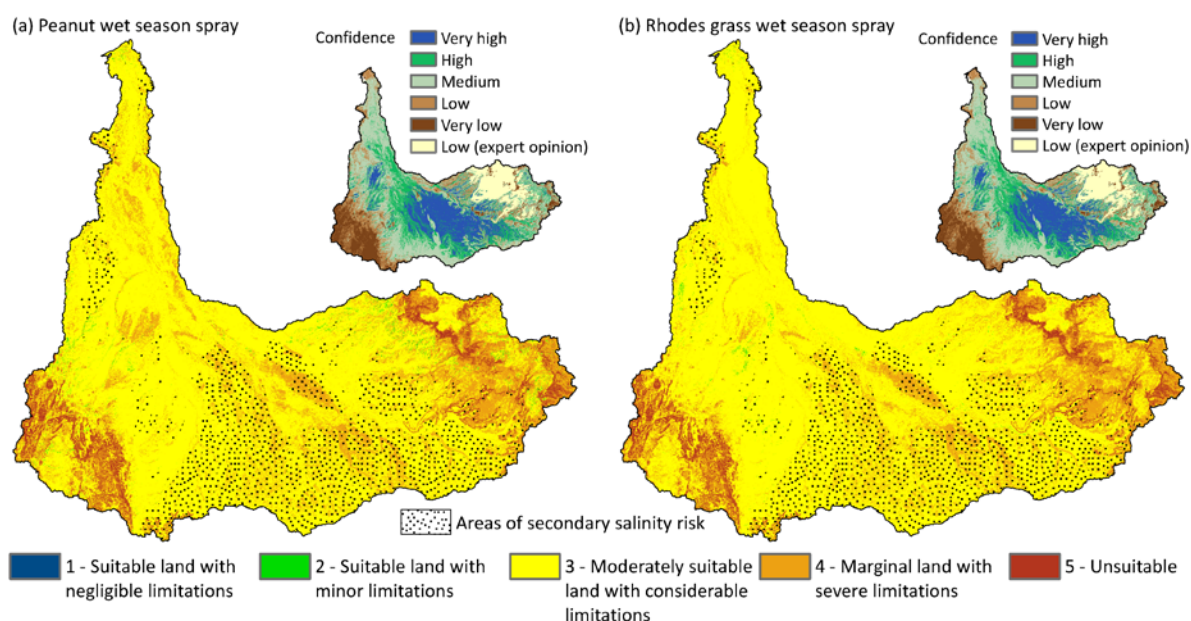 (a) Peanut wet season spray
Confidence
Very high
High
Medium
Low
Very low
Low (expert opinion)
(b) Rhodes grass wet season spray
Confidence
Very high
High
Medium
Low
Very low
Low (expert opinion)
Areas of secondary salinity risk
1 - Suitable land with
negligible limitations
2 - Suitable land with
minor limitations
3 - Moderately suitable
land with considerable
limitations
4 - Marginal land with
severe limitations
5 - Unsuitable